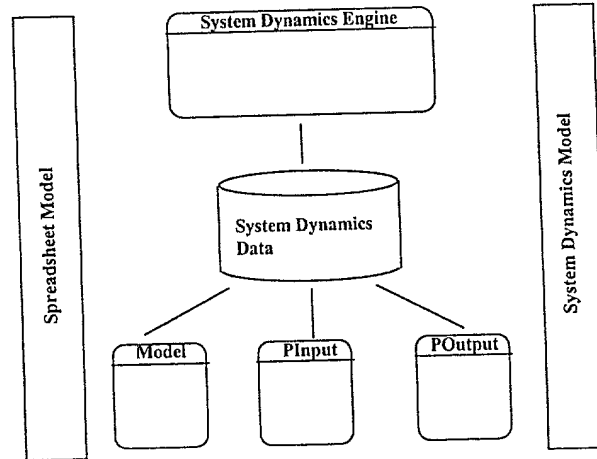 System Dynamics Engine
Spreadsheet Model
System Dynamics
Data
System Dynamics Model
Model
PInput
POutput